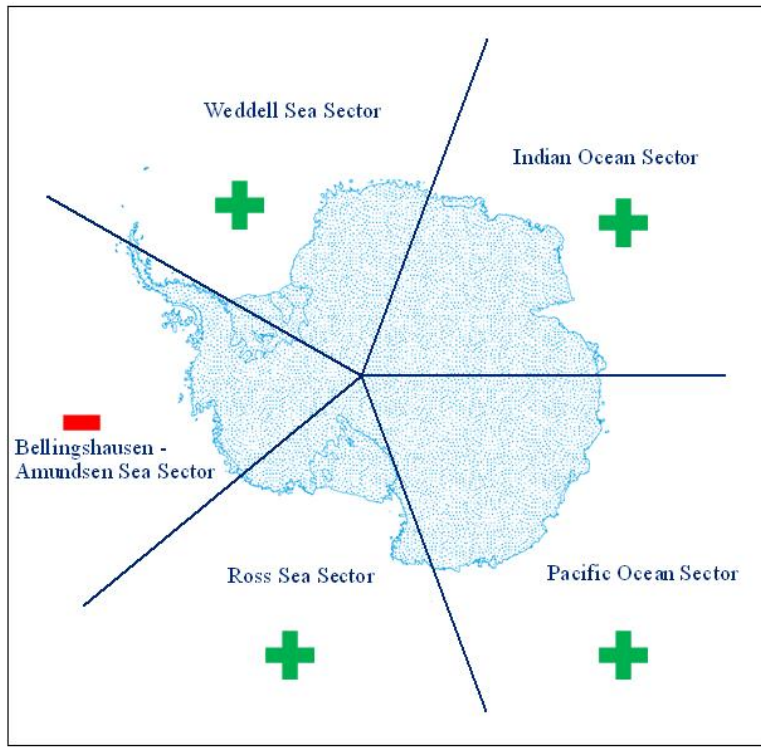 Weddell Sea Sector
Indian Ocean Sector
Bellingshausen -
Amundsen Sea Sector
Ross Sea Sector
Pacific Ocean Sector